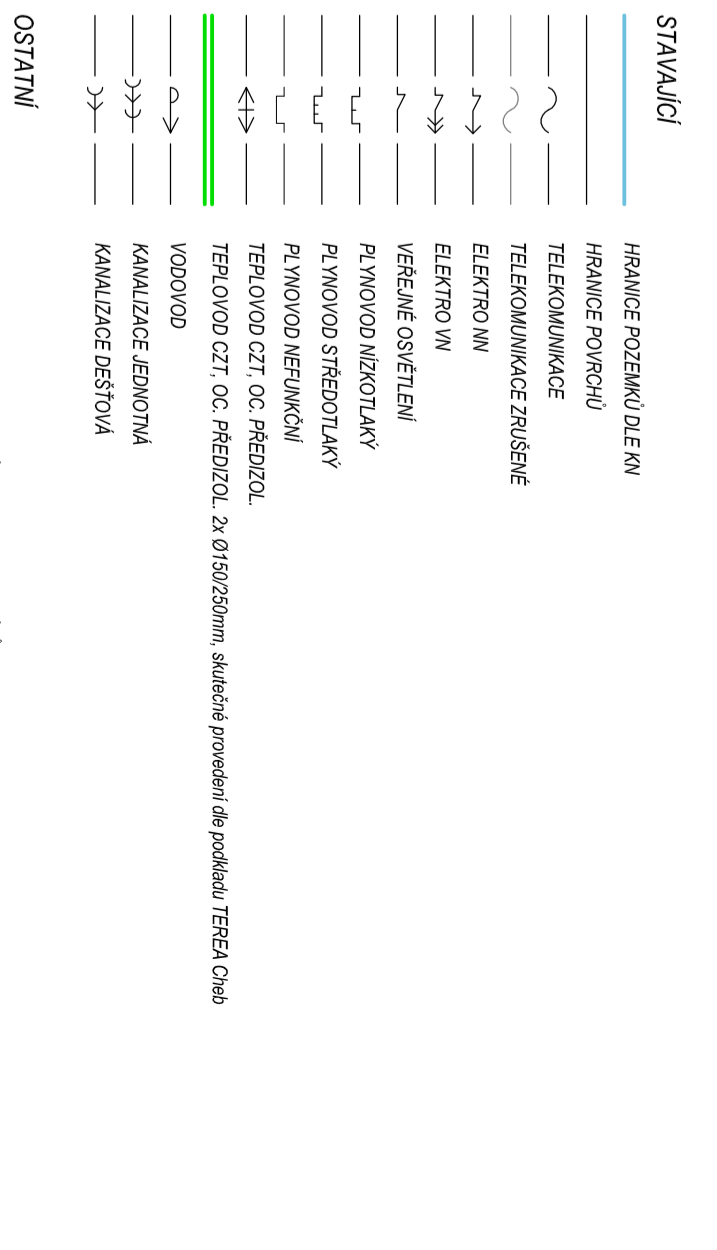 STAVAJÍCÍ
HRANICE POZEMKŮ DLE KN
HRANICE POVRCHŮ
TELEKOMUNIKACE
TELEKOMUNIKACE ZRUŠENÉ
ELEKTRO NN
ELEKTRO VN
VEŘEJNÉ OSVĚTLENÍ
PLYNOVOD NÍZKOTLAKÝ
PLYNOVOD STŘEDOTLAKÝ
PLYNOVOD NEFUNKČNÍ
TEPLOVOD CZT, OC. PŘEDIZOL.
TEPLOVOD CZT, OC. PŘEDIZOL. 2x Ø150/250mm, skutečné provedení dle podkladu TEREA Cheb
VODOVOD
KANALIZACE JEDNOTNÁ
KANALIZACE DEŠŤOVÁ
OSTATNÍ